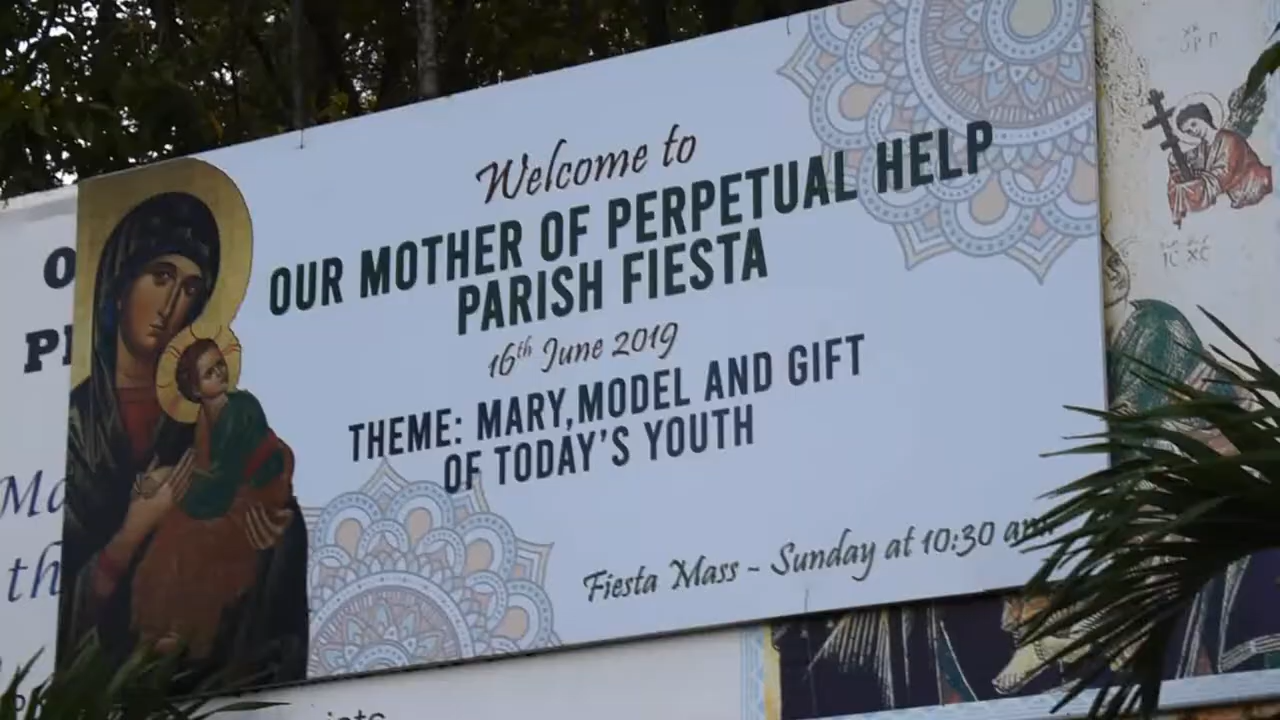 Welcome to
OUR MOTHER OF PERPETUAL HELP
PARISH FIESTA
16th June 2019
THEME: MARY,MODEL AND GIFT
OF TODAY'S YOUTH
Fiesta Mass - Sunday at 10:30 am